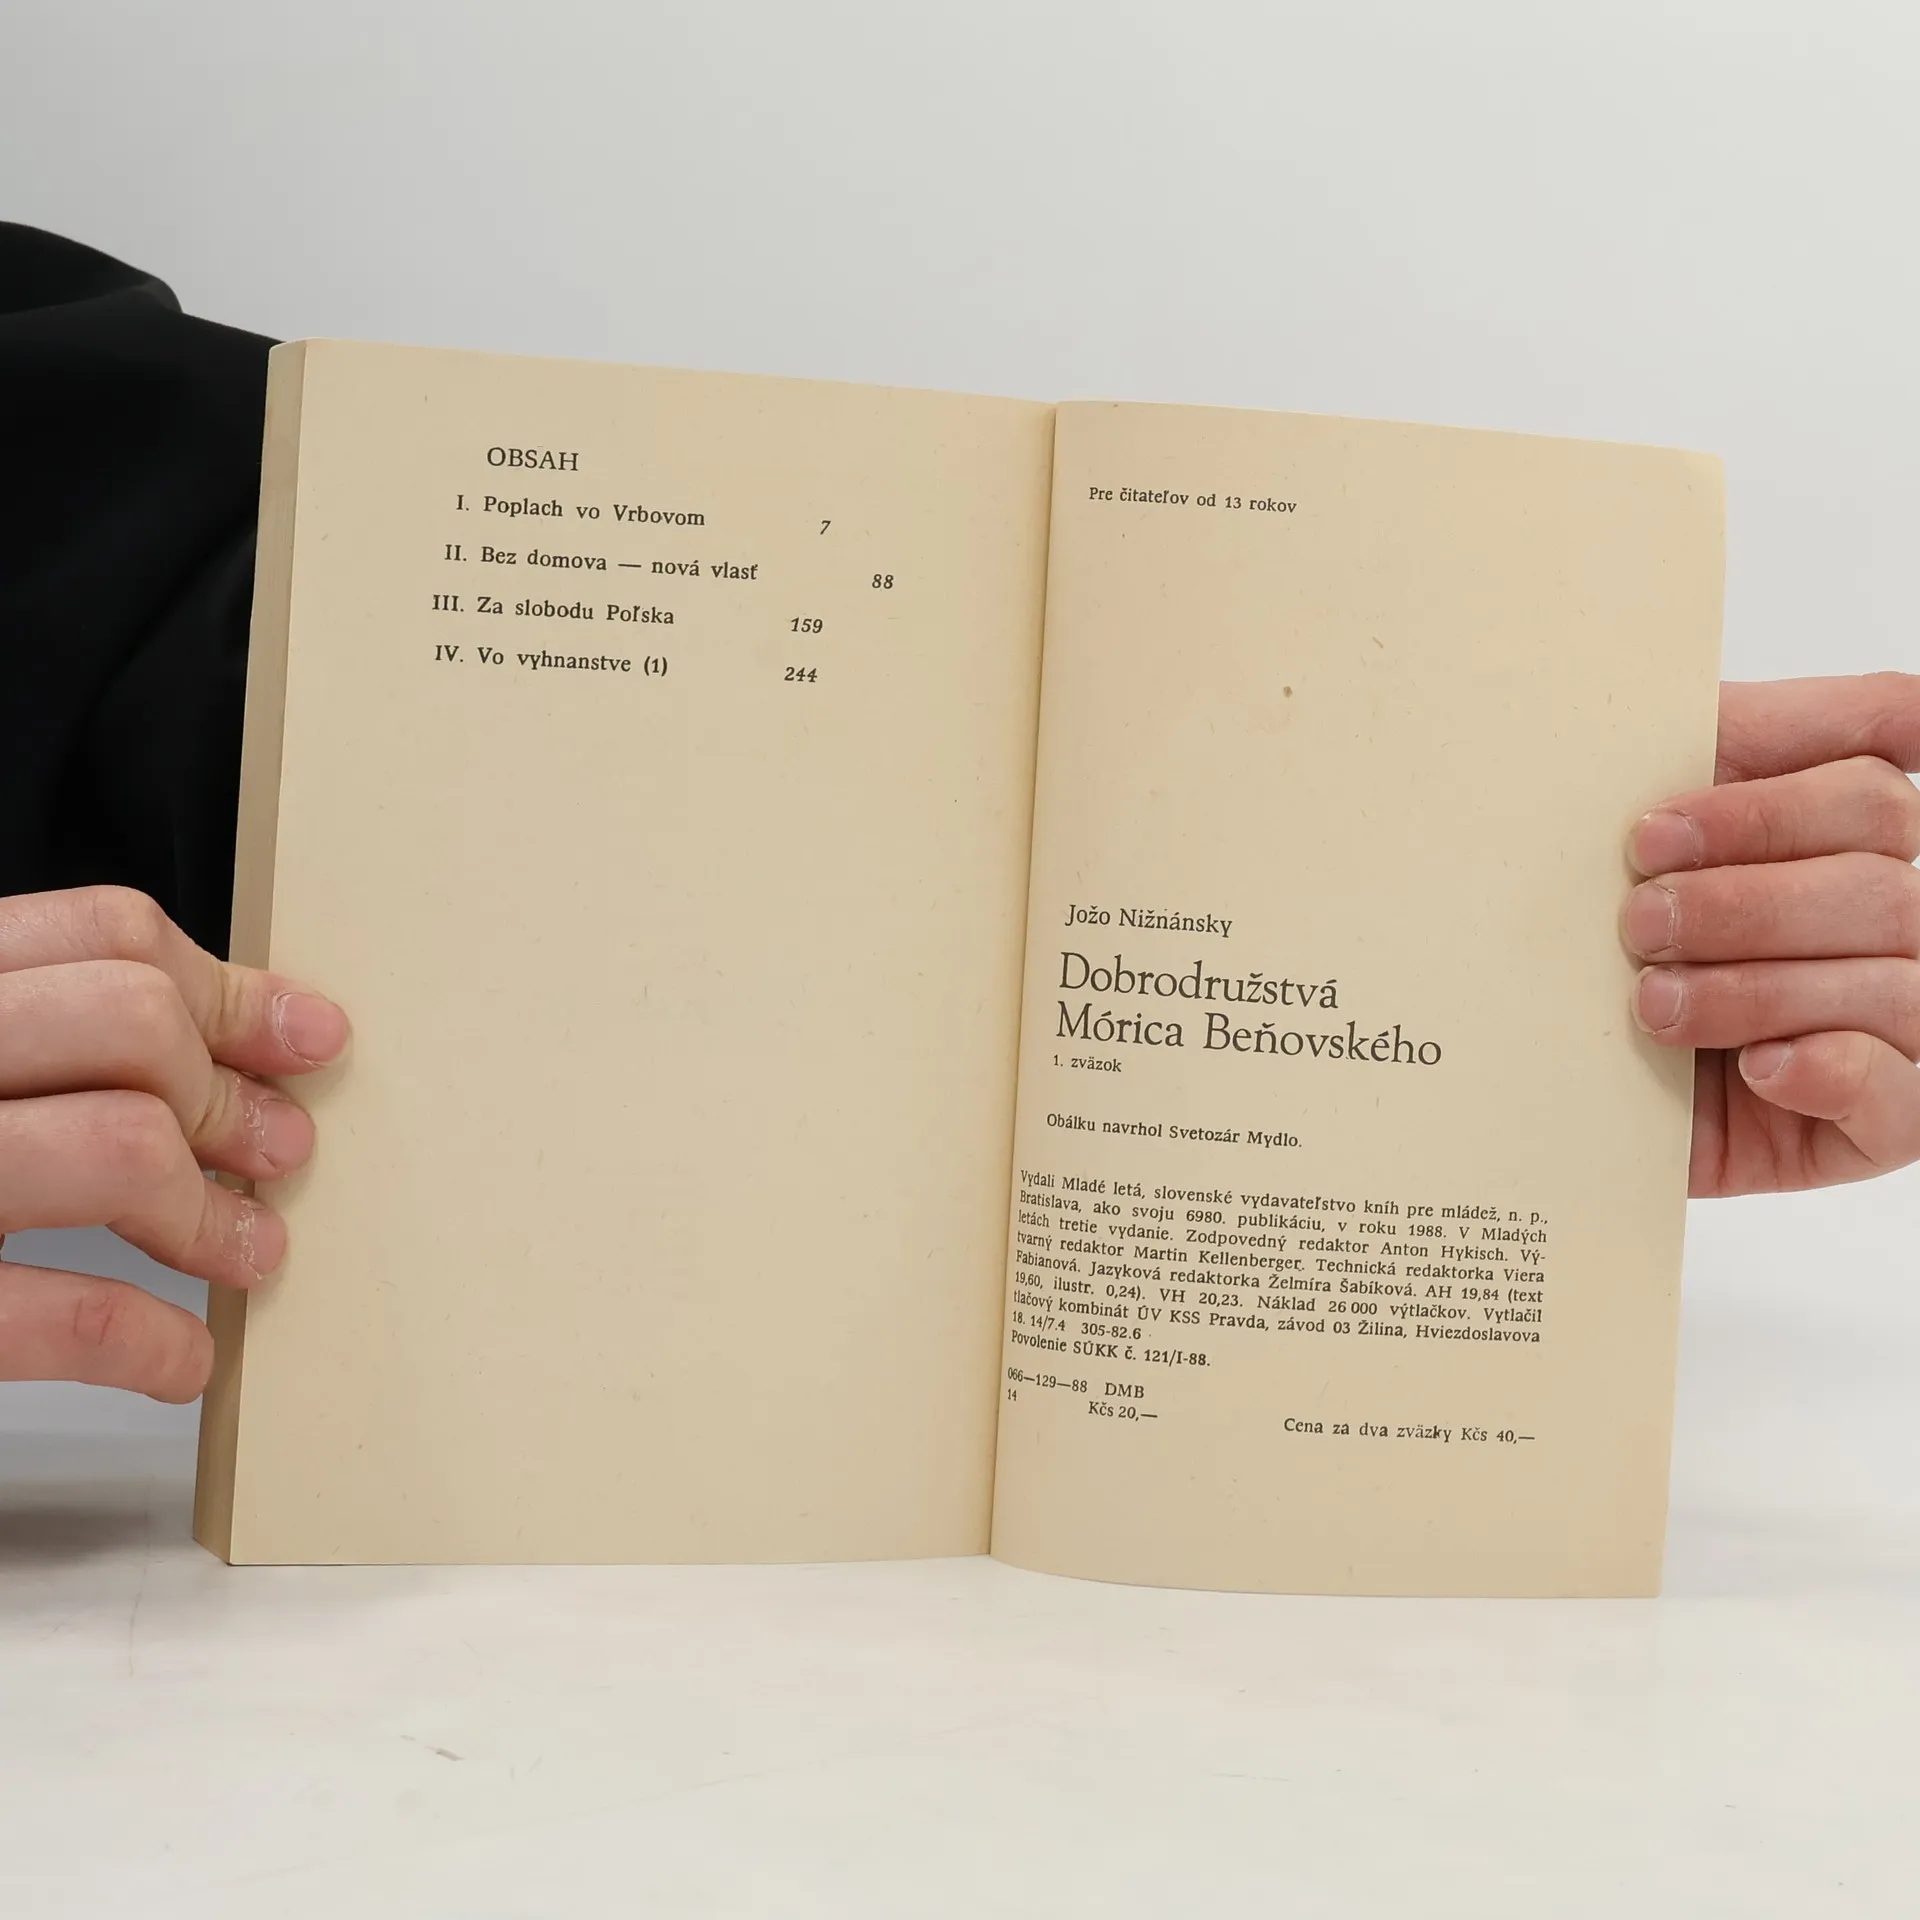 OBSAH
I. Poplach vo Vrbovom 7
II. Bez domova — nová vlasť 88
III. Za slobodu Poľska 159
IV. Vo vyhnanstve (1) 244
Pre čitateľov od 13 rokov
Jožo Nižnánsky
Dobrodružstvá
Mórica Beňovského
1. zväzok
Obálku navrhol Svetozár Mydlo.
Vydali Mladé letá, slovenské vydavateľstvo kníh pre mládež, n. p.,
Bratislava, ako svoju 6980. publikáciu, v roku 1988. V Mladých
letách tretie vydanie. Zodpovedný redaktor Anton Hykisch. Vý-
tvarný redaktor Martin Kellenberger. Technická redaktorka Viera
Fabianová. Jazyková redaktorka Želmíra Šabíková. AH 19,84 (text
19,60, ilustr. 0,24). VH 20,23. Náklad 26 000 výtlačkov. Vytlačil
tlačový kombinát ÚV KSS Pravda, závod 03 Žilina, Hviezdoslavova
18. 14/7.4 305-82.6
Povolenie SÚKK č. 121/I-88.
066—129—88 DMB
14
Kčs 20,—
Cena za dva zväzky Kčs 40,—